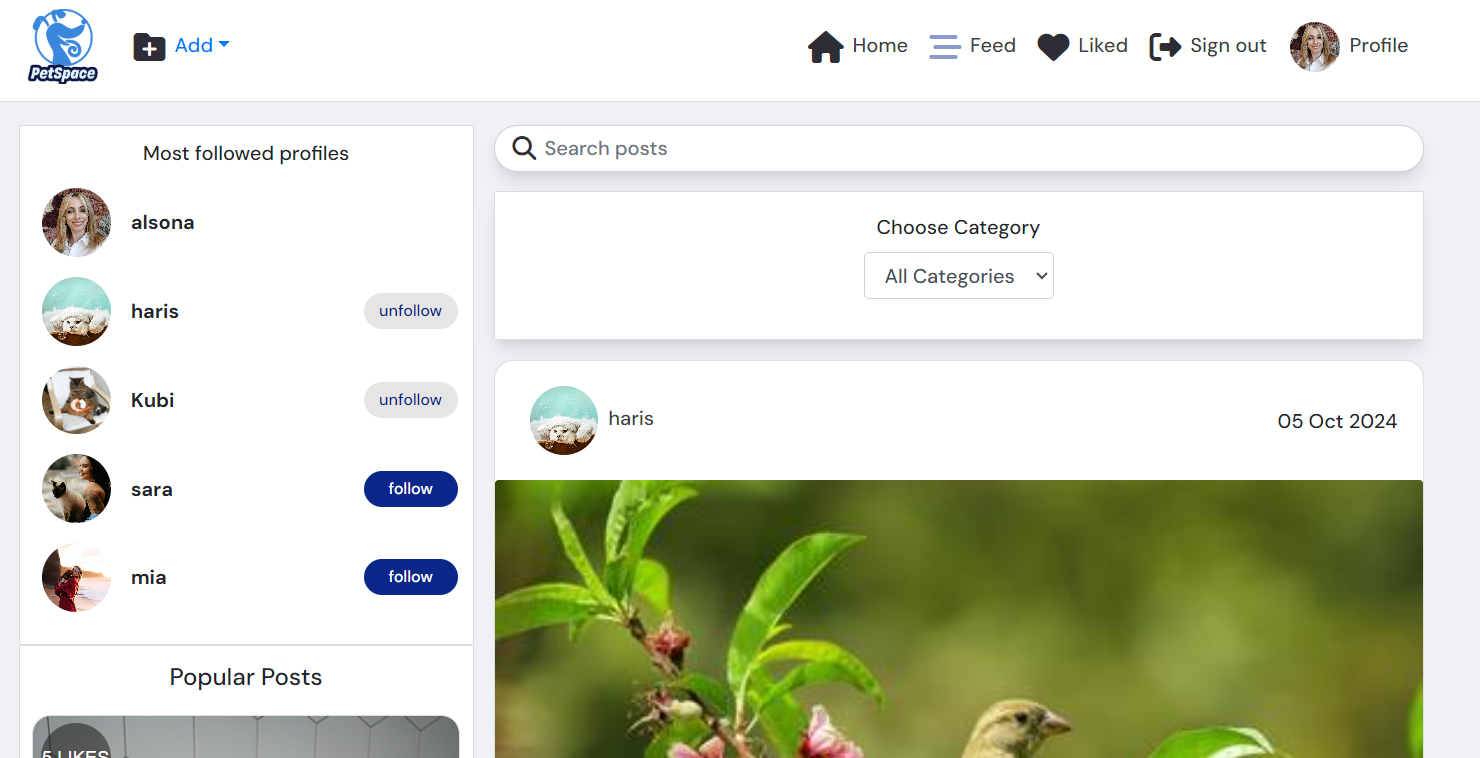 PetSpace
Add
Home
Feed
Liked
Sign out
Profile
Most followed profiles
alsona
haris
unfollow
Kubi
unfollow
sara
follow
mia
follow
Popular Posts
5 LIKES
Search posts
Choose Category
All Categories
haris
05 Oct 2024